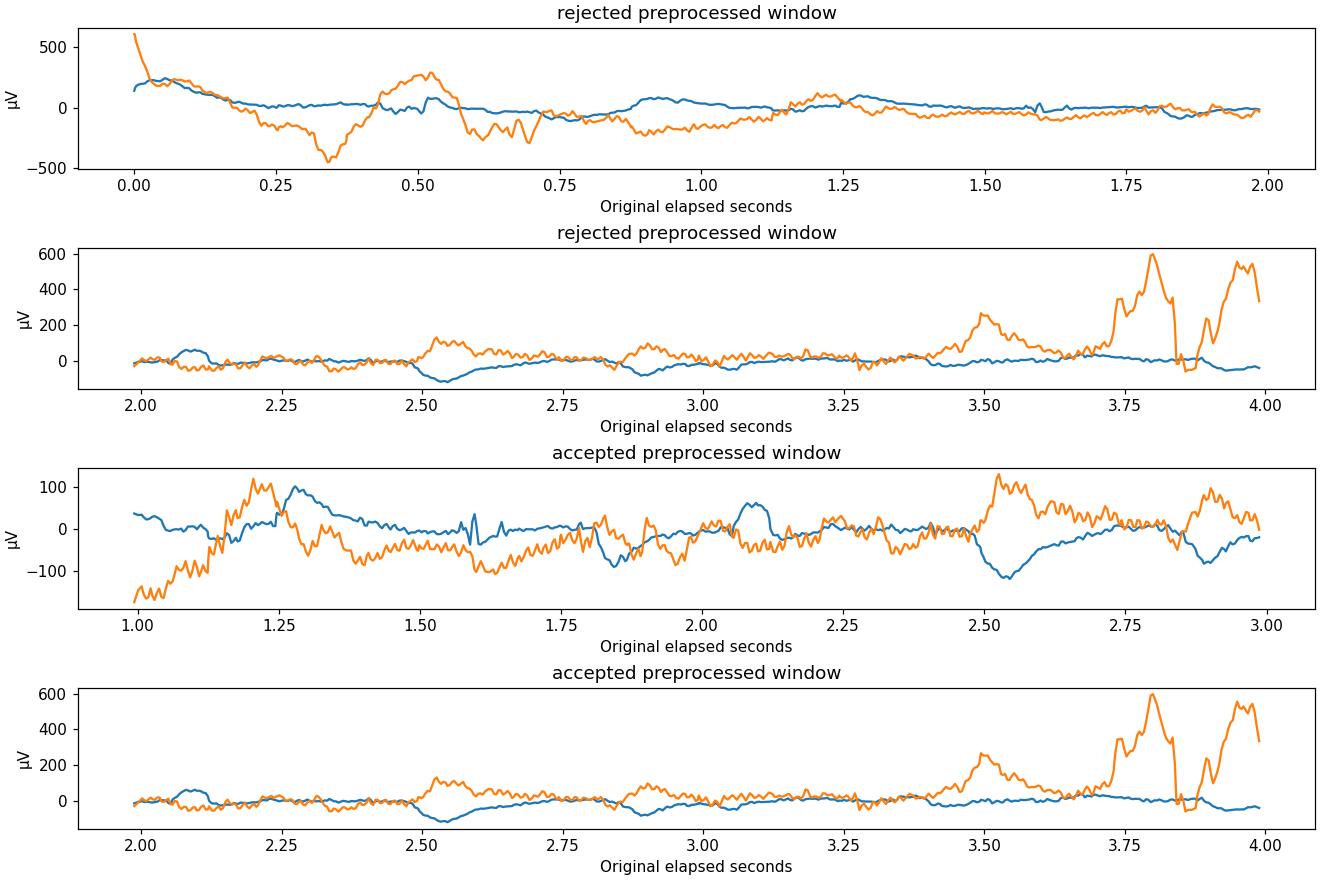 rejected preprocessed window
500
0
−500
µV
0.00 0.25 0.50 0.75 1.00 1.25 1.50 1.75 2.00
Original elapsed seconds
rejected preprocessed window
600
400
200
0
µV
2.00 2.25 2.50 2.75 3.00 3.25 3.50 3.75 4.00
Original elapsed seconds
accepted preprocessed window
100
0
−100
µV
1.00 1.25 1.50 1.75 2.00 2.25 2.50 2.75 3.00
Original elapsed seconds
accepted preprocessed window
600
400
200
0
µV
2.00 2.25 2.50 2.75 3.00 3.25 3.50 3.75 4.00
Original elapsed seconds